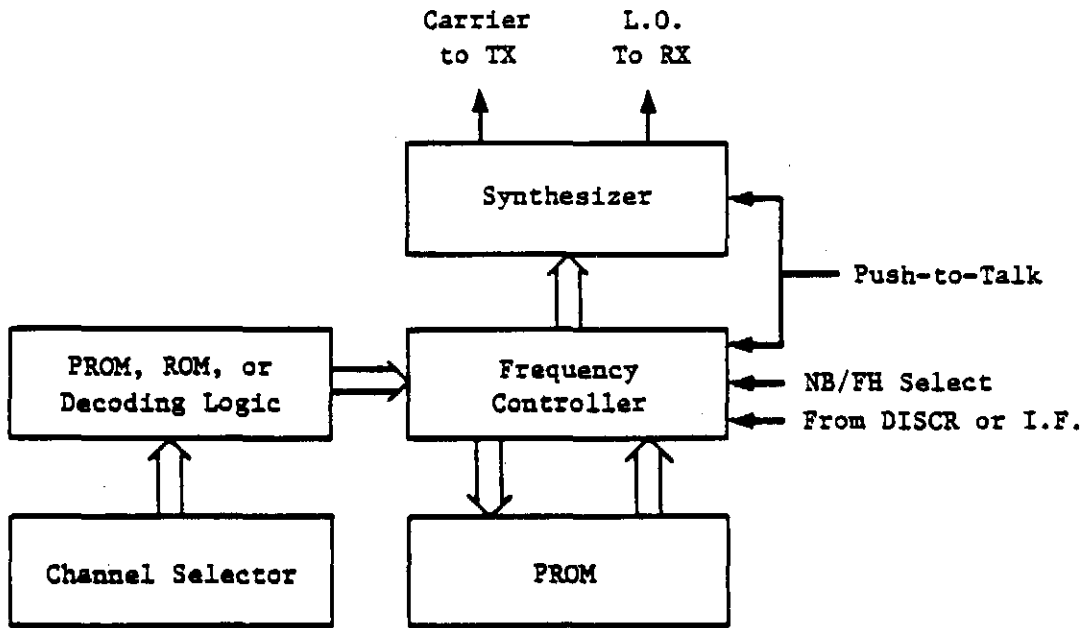 Carrier
to TX
L.O.
To RX
Synthesizer
Push-to-Talk
PROM, ROM, or
Decoding Logic
Frequency
Controller
NB/FH Select
From DISCR or I.F.
Channel Selector
PROM